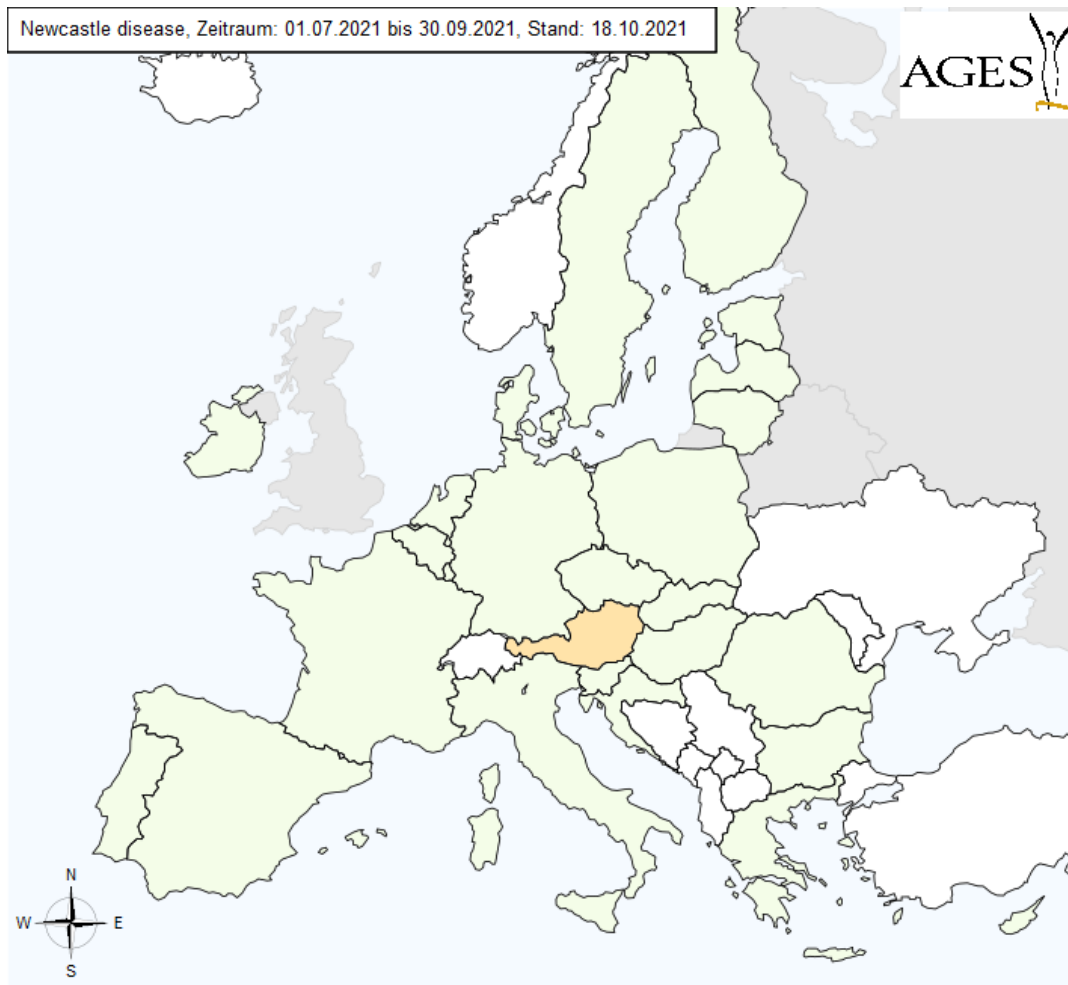 Newcastle disease, Zeitraum: 01.07.2021 bis 30.09.2021, Stand: 18.10.2021
AGES
N
W E
S